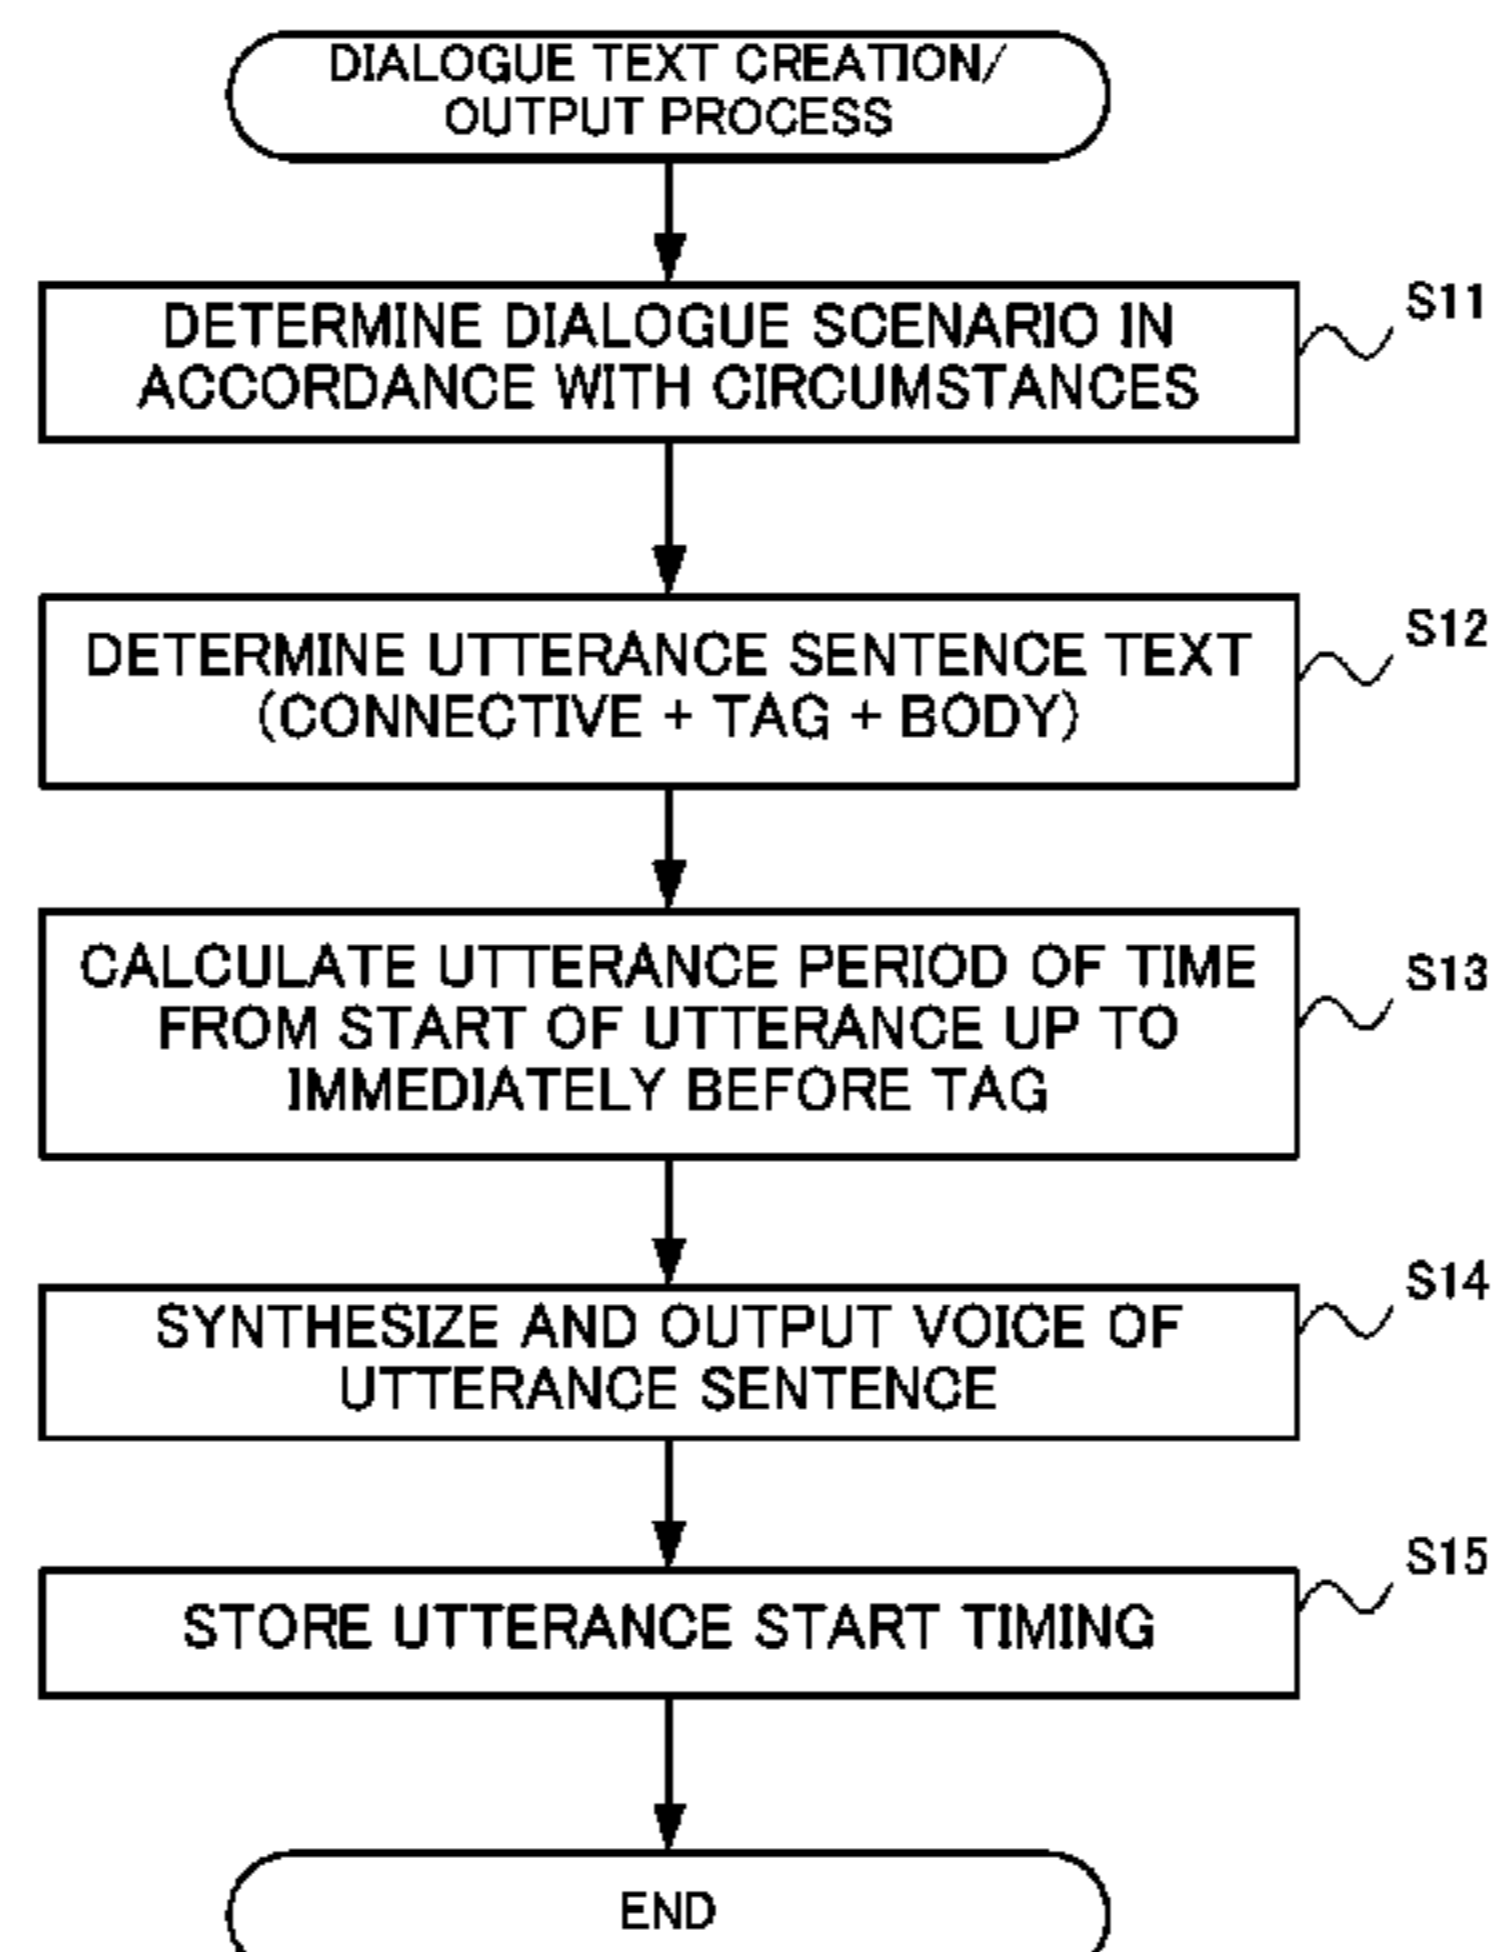 DIALOGUE TEXT CREATION/
OUTPUT PROCESS
DETERMINE DIALOGUE SCENARIO IN
ACCORDANCE WITH CIRCUMSTANCES
S11
DETERMINE UTTERANCE SENTENCE TEXT
(CONNECTIVE + TAG + BODY)
S12
CALCULATE UTTERANCE PERIOD OF TIME
FROM START OF UTTERANCE UP TO
IMMEDIATELY BEFORE TAG
S13
SYNTHESIZE AND OUTPUT VOICE OF
UTTERANCE SENTENCE
S14
STORE UTTERANCE START TIMING
S15
END